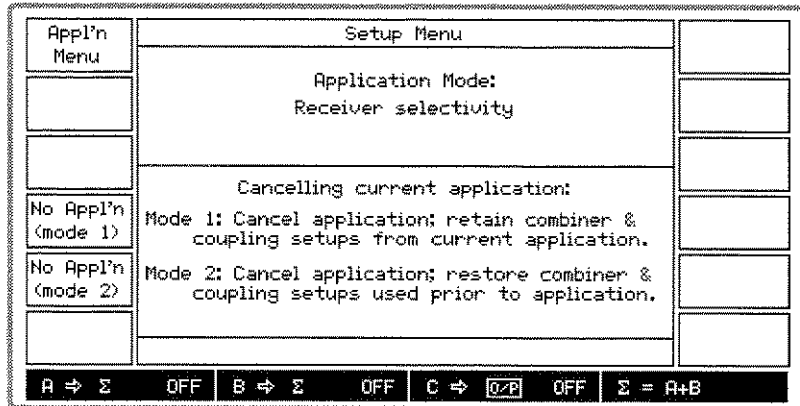 Appl'n
Menu
Setup Menu
Application Mode:
Receiver selectivity
Cancelling current application:
No Appl'n
(mode 1)
Mode 1: Cancel application; retain combiner &
coupling setups from current application.
No Appl'n
(mode 2)
Mode 2: Cancel application; restore combiner &
coupling setups used prior to application.
A ⇨ Σ OFF B ⇨ Σ OFF C ⇨ O/P OFF Σ = A+B